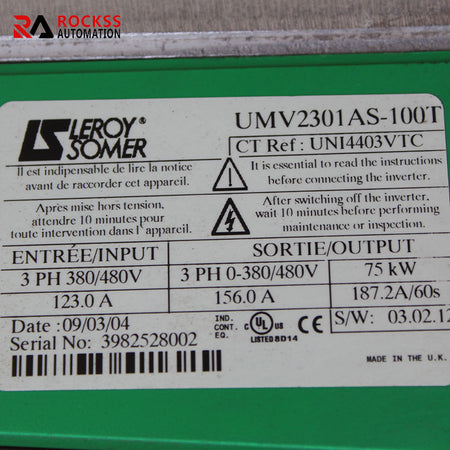 ROCKSS
AUTOMATION
LEROY®
SOMER
UMV2301AS-100T
CT Ref : UNI4403VTC
Il est indispensable de lire la notice
avant de raccorder cet appareil.
It is essential to read the instructions
before connecting the inverter.
Après mise hors tension,
attendre 10 minutes pour
toute intervention dans l'appareil
After switching off the inverter,
wait 10 minutes before performing
maintenance or inspection.
ENTRÉE/INPUT
SORTIE/OUTPUT
3 PH 380/480V
3 PH 0-380/480V
75 kW
123.0 A
156.0 A
187.2A/60s
Date : 09/03/04
Serial No: 3982528002
IND.
CONT.
EQ.
C UL US
LISTED 8D14
CE
S/W: 03.02.12
MADE IN THE U.K.